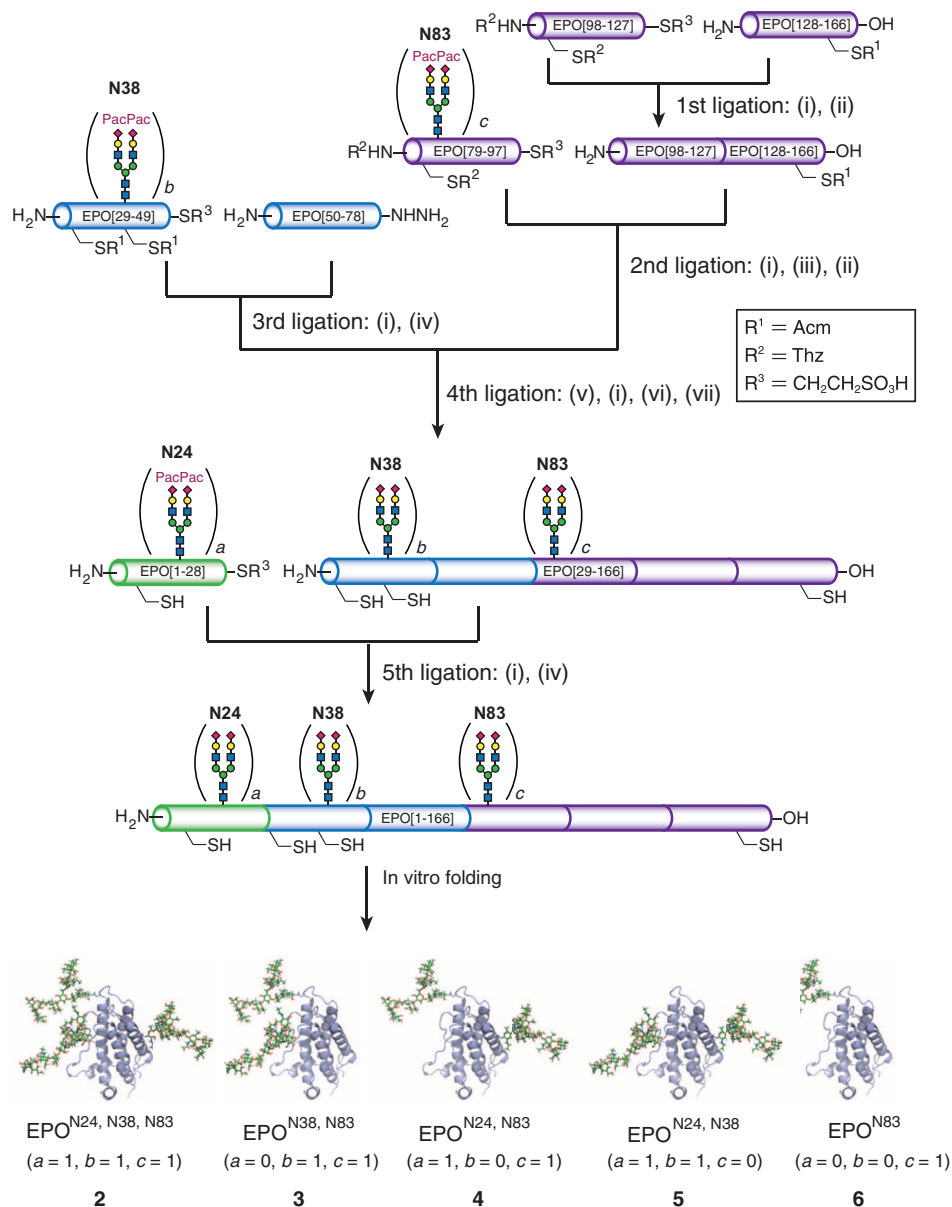 R²HN EPO[98-127] SR³ H₂N EPO[128-166] OH
SR² SR¹
N83
PacPac
c
1st ligation: (i), (ii)
N38
PacPac
b
R²HN EPO[79-97] SR³ H₂N EPO[98-127] EPO[128-166] OH
SR² SR¹
H₂N EPO[29-49] SR³ H₂N EPO[50-78] NHNH₂
SR¹ SR¹
2nd ligation: (i), (iii), (ii)
3rd ligation: (i), (iv)
R¹ = Acm
R² = Thz
R³ = CH₂CH₂SO₃H
4th ligation: (v), (i), (vi), (vii)
N24 N38 N83
PacPac
a b c
H₂N EPO[1-28] SR³ H₂N EPO[29-166] OH
SH SH SH SH
5th ligation: (i), (iv)
N24 N38 N83
a b c
H₂N EPO[1-166] OH
SH SH SH SH
In vitro folding
EPO^N24, N38, N83 EPO^N38, N83 EPO^N24, N83 EPO^N24, N38 EPO^N83
(a = 1, b = 1, c = 1) (a = 0, b = 1, c = 1) (a = 1, b = 0, c = 1) (a = 1, b = 1, c = 0) (a = 0, b = 0, c = 1)
2 3 4 5 6